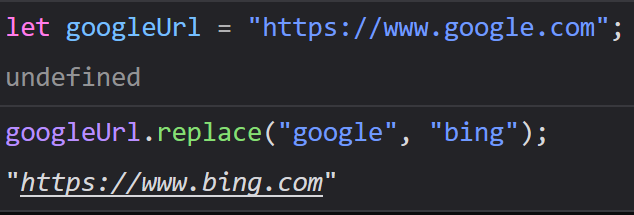 let googleUrl = "https://www.google.com";
undefined
googleUrl.replace("google", "bing");
"https://www.bing.com"